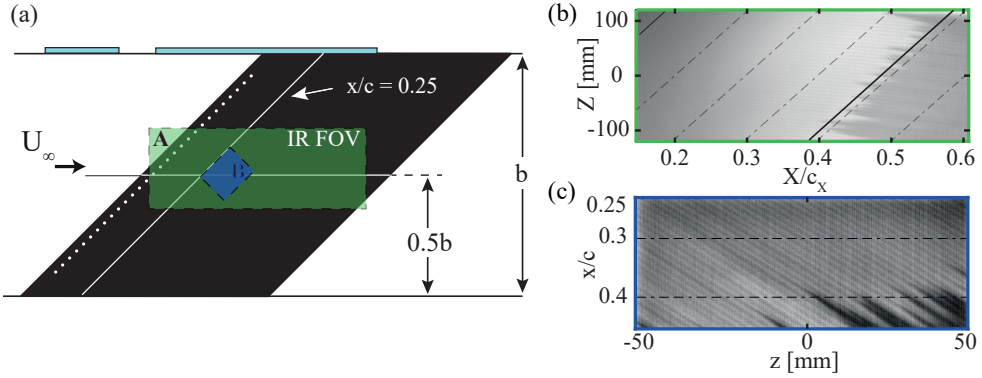 (a)
x/c = 0.25
A
IR FOV
U∞
B
b
0.5b
(b)
Z [mm]
100
0
-100
0.2
0.3
0.4
0.5
0.6
X/cX
(c)
x/c
0.25
0.3
0.4
-50
0
50
z [mm]